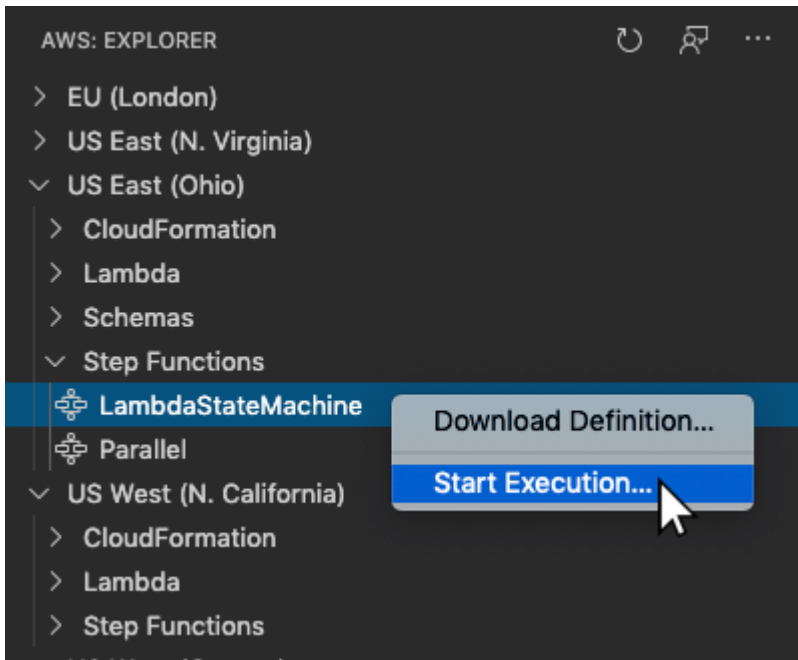 AWS: EXPLORER
EU (London)
US East (N. Virginia)
US East (Ohio)
CloudFormation
Lambda
Schemas
Step Functions
LambdaStateMachine
Download Definition...
Parallel
Start Execution...
US West (N. California)
CloudFormation
Lambda
Step Functions